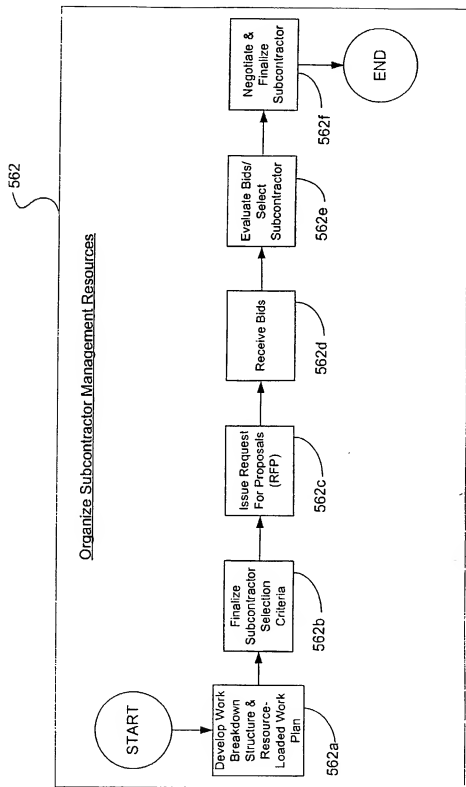 562
Organize Subcontractor Management Resources
START
Develop Work
Breakdown
Structure &
Resource-
Loaded Work
Plan
562a
Finalize
Subcontractor
Selection
Criteria
562b
Issue Request
For Proposals
(RFP)
562c
Receive Bids
562d
Evaluate Bids/
Select
Subcontractor
562e
Negotiate &
Finalize
Subcontractor
562f
END